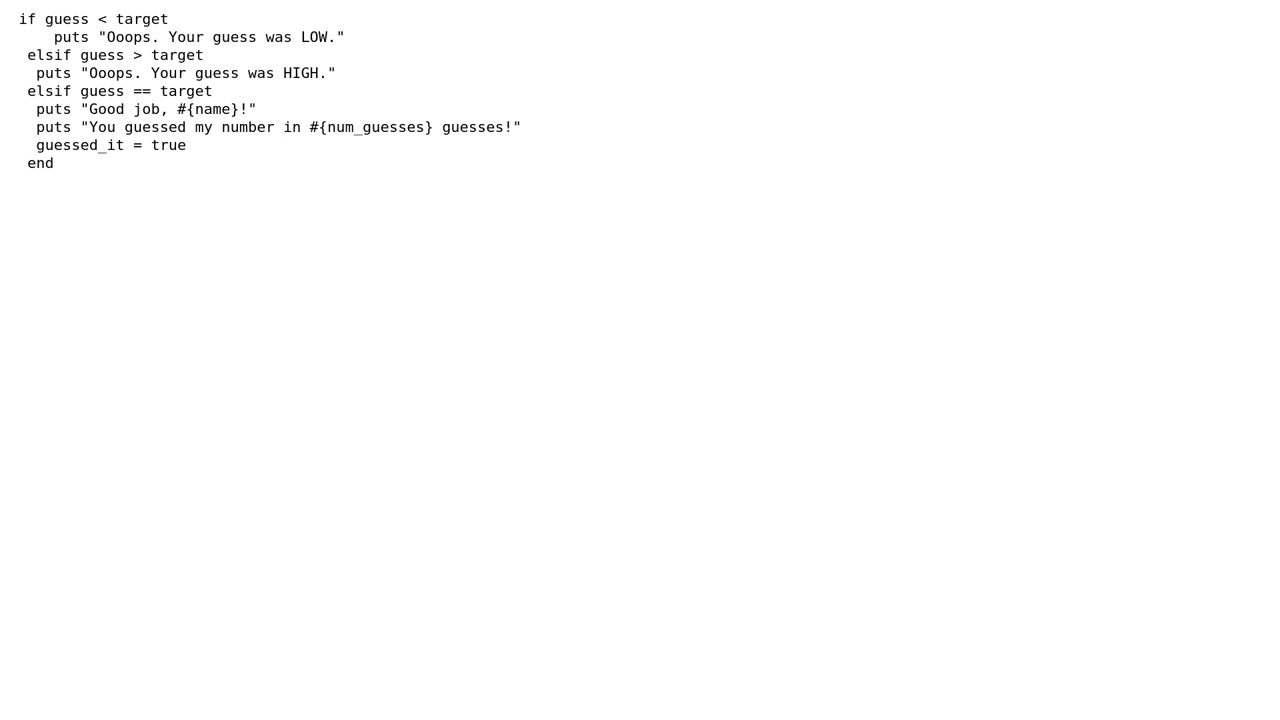 if guess < target
    puts "Ooops. Your guess was LOW."
 elsif guess > target
  puts "Ooops. Your guess was HIGH."
 elsif guess == target
  puts "Good job, #{name}!"
  puts "You guessed my number in #{num_guesses} guesses!"
  guessed_it = true
 end